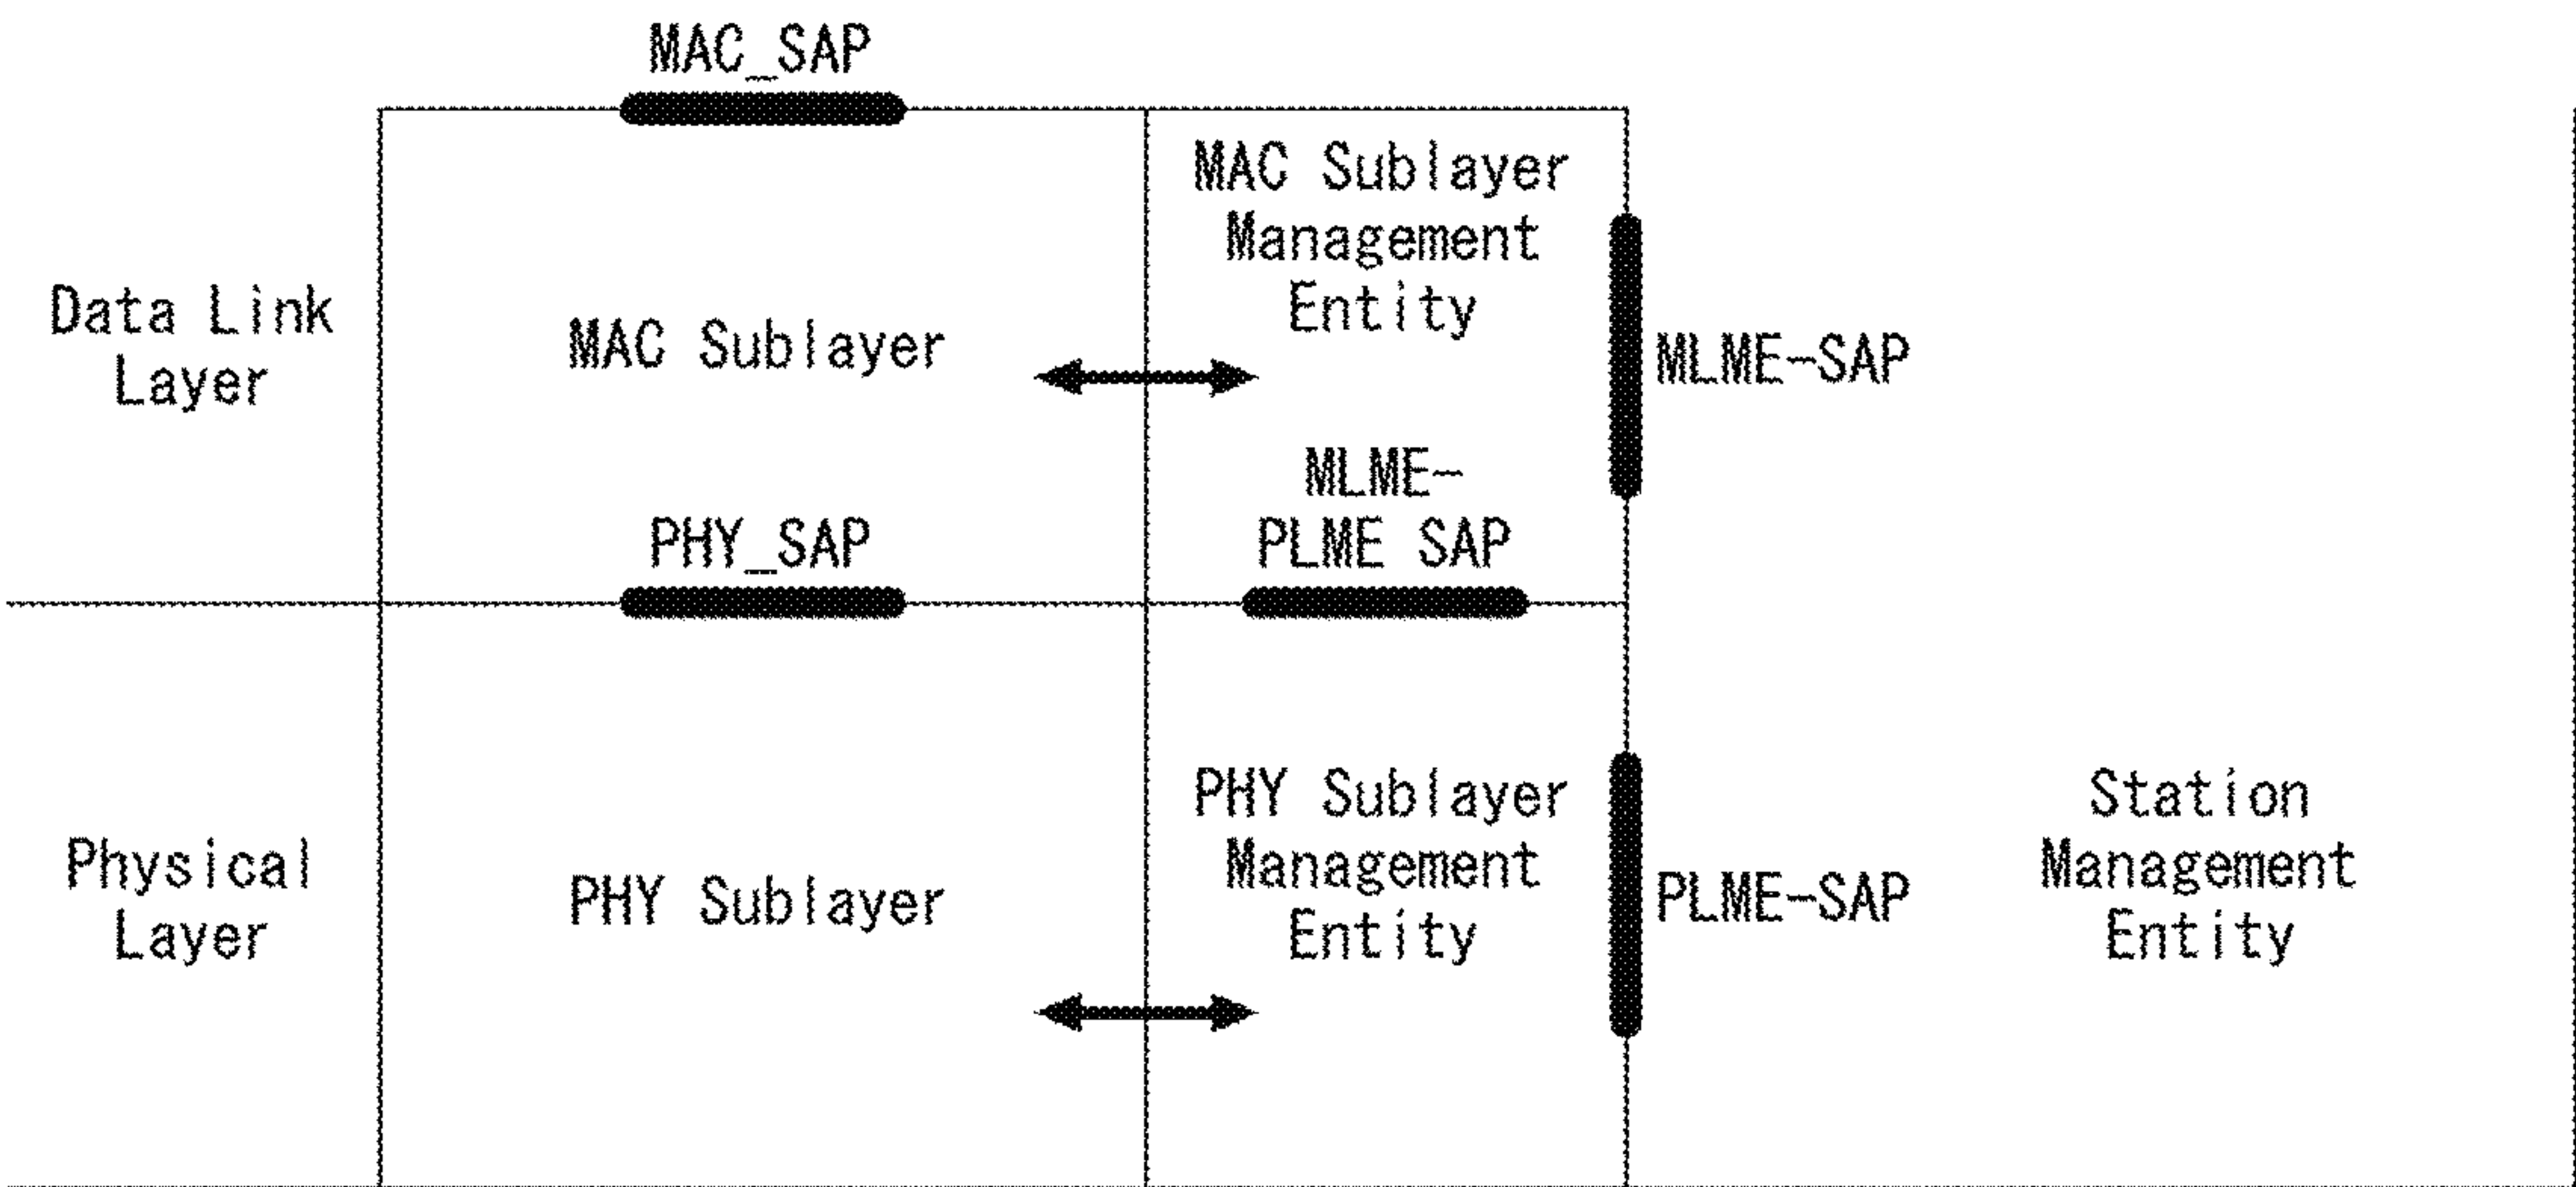 MAC_SAP
Data Link
Layer
MAC Sublayer
MAC Sublayer
Management
Entity
MLME-SAP
PHY_SAP
MLME-
PLME SAP
Physical
Layer
PHY Sublayer
PHY Sublayer
Management
Entity
PLME-SAP
Station
Management
Entity